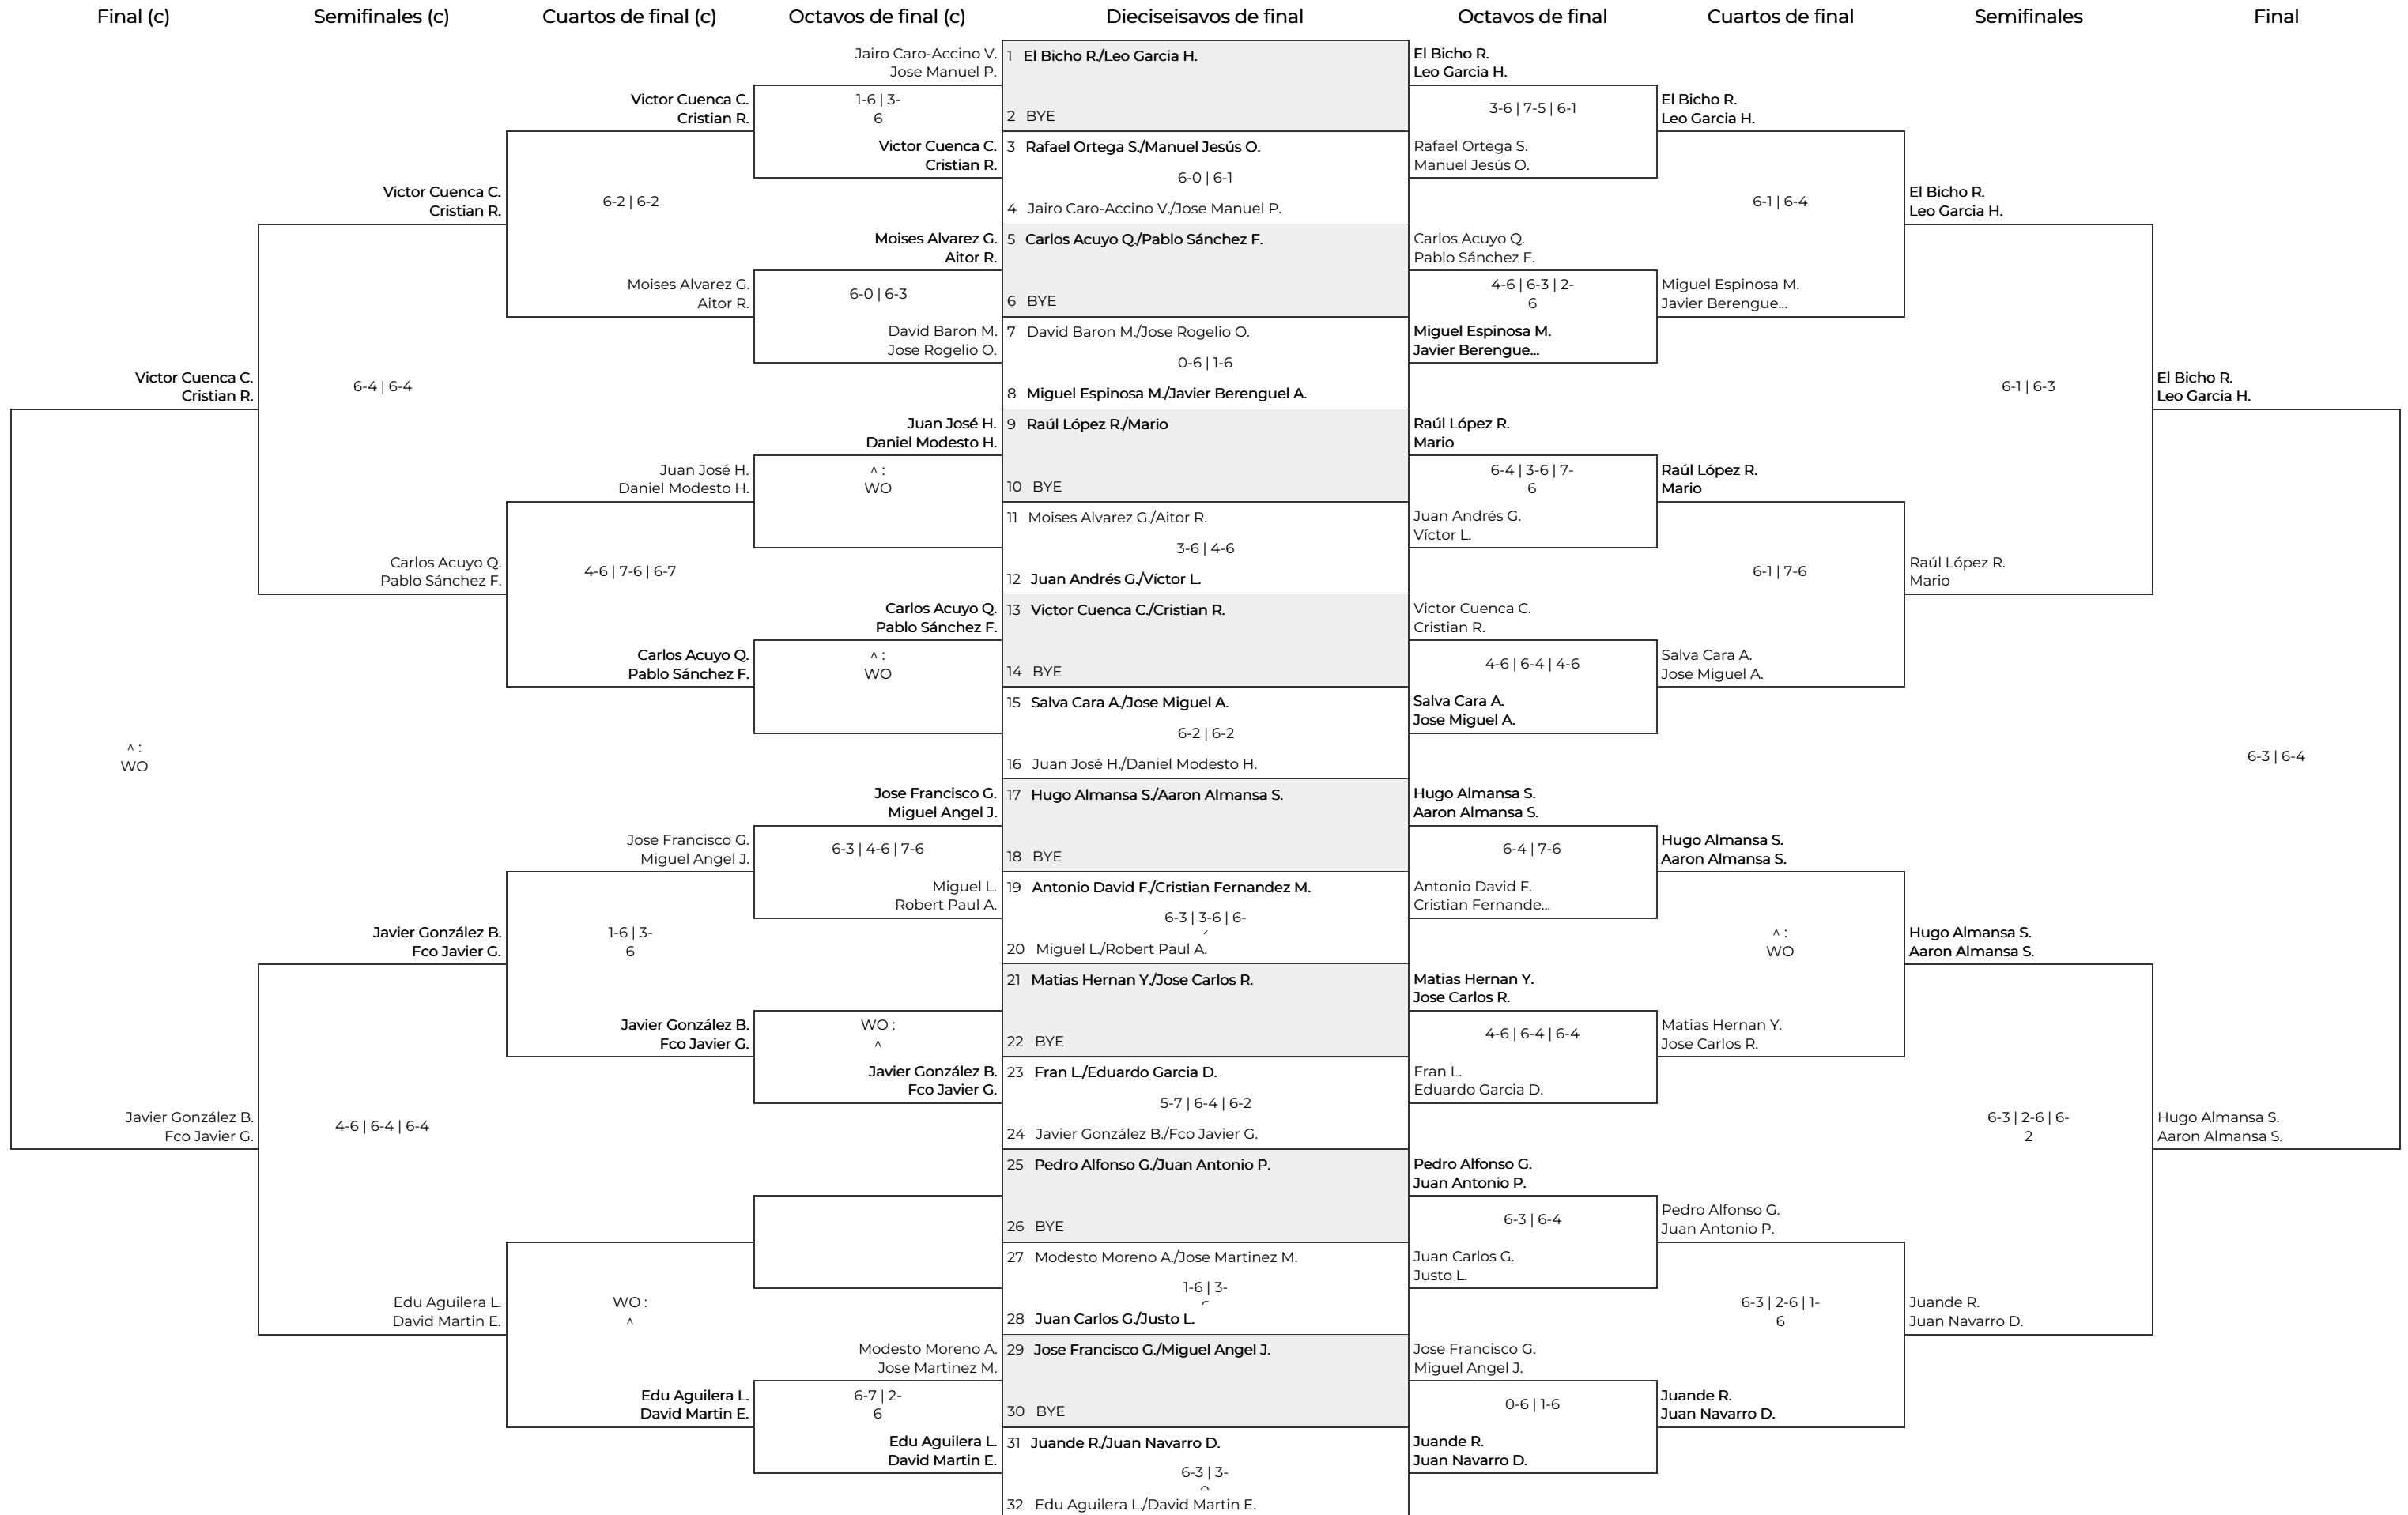 Final (c)
Semifinales (c)
Cuartos de final (c)
Octavos de final (c)
Dieciseisavos de final
Octavos de final
Cuartos de final
Semifinales
Final
Victor Cuenca C.
Cristian R.
^ :
WO
Javier González B.
Fco Javier G.
Victor Cuenca C.
Cristian R.
6-4 | 6-4
Carlos Acuyo Q.
Pablo Sánchez F.
Javier González B.
Fco Javier G.
4-6 | 6-4 | 6-4
Edu Aguilera L.
David Martin E.
Victor Cuenca C.
Cristian R.
6-2 | 6-2
Moises Alvarez G.
Aitor R.
Juan José H.
Daniel Modesto H.
4-6 | 7-6 | 6-7
Carlos Acuyo Q.
Pablo Sánchez F.
Jose Francisco G.
Miguel Angel J.
1-6 | 3-
6
Javier González B.
Fco Javier G.
WO :
^
Edu Aguilera L.
David Martin E.
Jairo Caro-Accino V.
Jose Manuel P.
1-6 | 3-
6
Victor Cuenca C.
Cristian R.
Moises Alvarez G.
Aitor R.
6-0 | 6-3
David Baron M.
Jose Rogelio O.
Juan José H.
Daniel Modesto H.
^ :
WO
Carlos Acuyo Q.
Pablo Sánchez F.
^ :
WO
Jose Francisco G.
Miguel Angel J.
6-3 | 4-6 | 7-6
Miguel L.
Robert Paul A.
WO :
^
Javier González B.
Fco Javier G.
Modesto Moreno A.
Jose Martinez M.
6-7 | 2-
6
Edu Aguilera L.
David Martin E.
1 El Bicho R./Leo Garcia H.
2 BYE
3 Rafael Ortega S./Manuel Jesús O.
6-0 | 6-1
4 Jairo Caro-Accino V./Jose Manuel P.
5 Carlos Acuyo Q./Pablo Sánchez F.
6 BYE
7 David Baron M./Jose Rogelio O.
0-6 | 1-6
8 Miguel Espinosa M./Javier Berenguel A.
9 Raúl López R./Mario
10 BYE
11 Moises Alvarez G./Aitor R.
3-6 | 4-6
12 Juan Andrés G./Víctor L.
13 Victor Cuenca C./Cristian R.
14 BYE
15 Salva Cara A./Jose Miguel A.
6-2 | 6-2
16 Juan José H./Daniel Modesto H.
17 Hugo Almansa S./Aaron Almansa S.
18 BYE
19 Antonio David F./Cristian Fernandez M.
6-3 | 3-6 | 6-
20 Miguel L./Robert Paul A.
21 Matias Hernan Y./Jose Carlos R.
22 BYE
23 Fran L./Eduardo Garcia D.
5-7 | 6-4 | 6-2
24 Javier González B./Fco Javier G.
25 Pedro Alfonso G./Juan Antonio P.
26 BYE
27 Modesto Moreno A./Jose Martinez M.
1-6 | 3-
28 Juan Carlos G./Justo L.
29 Jose Francisco G./Miguel Angel J.
30 BYE
31 Juande R./Juan Navarro D.
6-3 | 3-
32 Edu Aguilera L./David Martin E.
El Bicho R.
Leo Garcia H.
3-6 | 7-5 | 6-1
Rafael Ortega S.
Manuel Jesús O.
Carlos Acuyo Q.
Pablo Sánchez F.
4-6 | 6-3 | 2-
6
Miguel Espinosa M.
Javier Berengue...
Raúl López R.
Mario
6-4 | 3-6 | 7-
6
Juan Andrés G.
Víctor L.
Victor Cuenca C.
Cristian R.
4-6 | 6-4 | 4-6
Salva Cara A.
Jose Miguel A.
Hugo Almansa S.
Aaron Almansa S.
6-4 | 7-6
Antonio David F.
Cristian Fernande...
Matias Hernan Y.
Jose Carlos R.
4-6 | 6-4 | 6-4
Fran L.
Eduardo Garcia D.
Pedro Alfonso G.
Juan Antonio P.
6-3 | 6-4
Juan Carlos G.
Justo L.
Jose Francisco G.
Miguel Angel J.
0-6 | 1-6
Juande R.
Juan Navarro D.
El Bicho R.
Leo Garcia H.
6-1 | 6-4
Miguel Espinosa M.
Javier Berengue...
Raúl López R.
Mario
6-1 | 7-6
Salva Cara A.
Jose Miguel A.
Hugo Almansa S.
Aaron Almansa S.
^ :
WO
Matias Hernan Y.
Jose Carlos R.
Pedro Alfonso G.
Juan Antonio P.
6-3 | 2-6 | 1-
6
Juande R.
Juan Navarro D.
El Bicho R.
Leo Garcia H.
6-1 | 6-3
Raúl López R.
Mario
Hugo Almansa S.
Aaron Almansa S.
6-3 | 2-6 | 6-
2
Juande R.
Juan Navarro D.
El Bicho R.
Leo Garcia H.
6-3 | 6-4
Hugo Almansa S.
Aaron Almansa S.